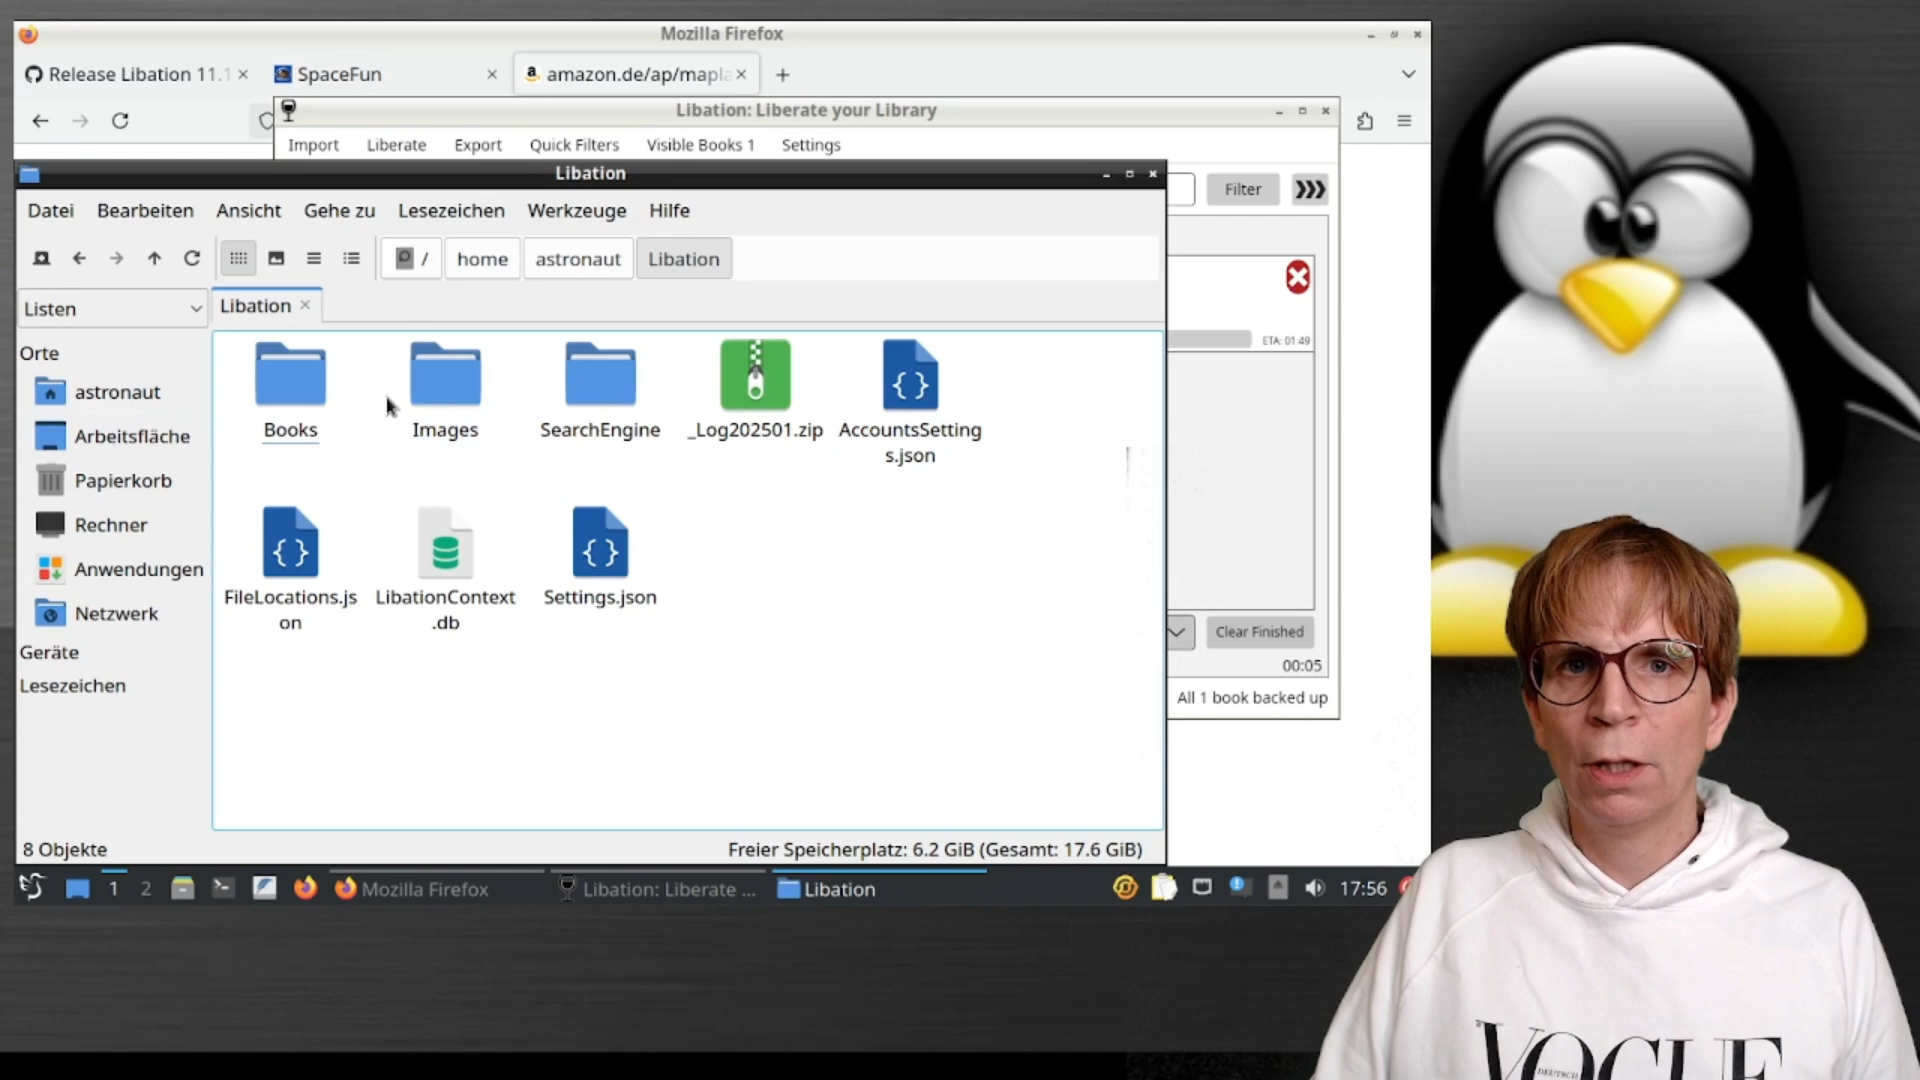 Mozilla Firefox
Release Libation 11.1
SpaceFun
amazon.de/ap/mapla
Libation: Liberate your Library
Import Liberate Export Quick Filters Visible Books 1 Settings
Libation
Filter
Datei Bearbeiten Ansicht Gehe zu Lesezeichen Werkzeuge Hilfe
/ home astronaut Libation
Listen
Libation
ETA: 01:49
Orte
astronaut
Arbeitsfläche
Papierkorb
Rechner
Anwendungen
Netzwerk
Geräte
Lesezeichen
Books
Images
SearchEngine
_Log202501.zip
AccountsSetting
s.json
FileLocations.js
on
LibationContext
.db
Settings.json
Clear Finished
00:05
All 1 book backed up
8 Objekte
Freier Speicherplatz: 6.2 GiB (Gesamt: 17.6 GiB)
1 2 Mozilla Firefox Libation: Liberate ... Libation 17:56
VOGUE
DEUTSCH